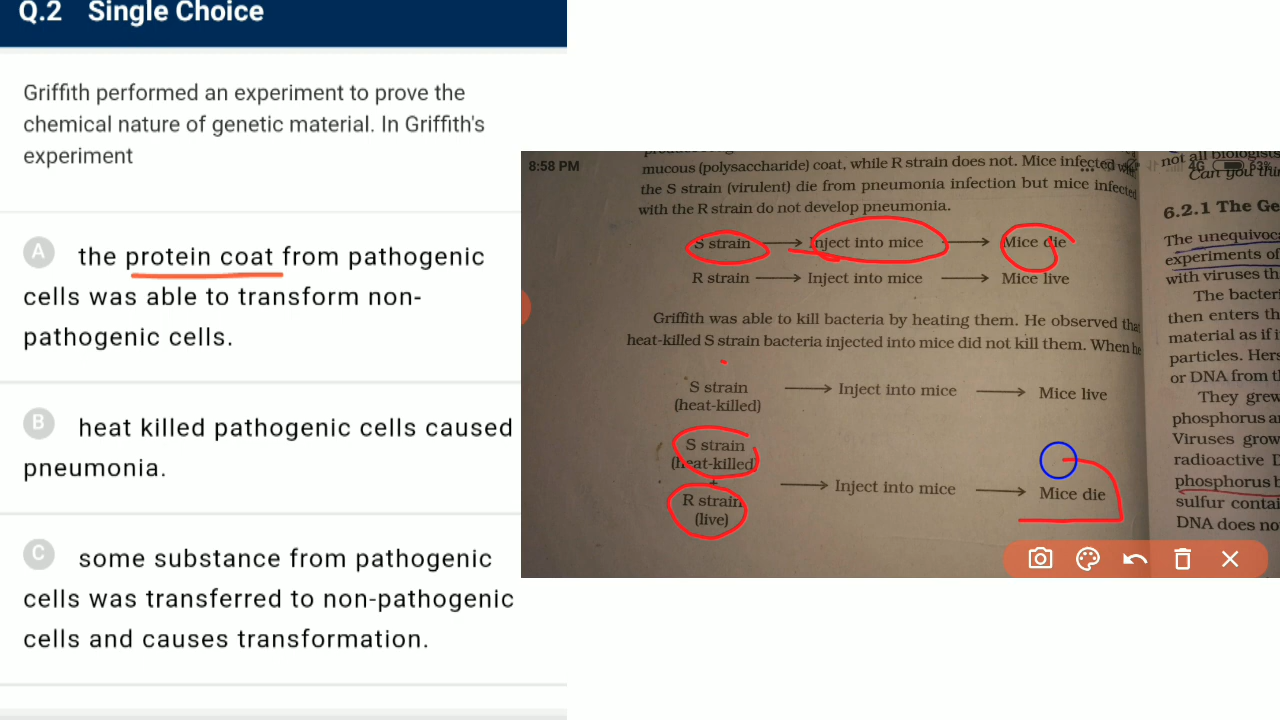 Q.2 Single Choice
Griffith performed an experiment to prove the
chemical nature of genetic material. In Griffith's
experiment
A the protein coat from pathogenic
cells was able to transform non-
pathogenic cells.
B heat killed pathogenic cells caused
pneumonia.
C some substance from pathogenic
cells was transferred to non-pathogenic
cells and causes transformation.
8:58 PM
4G 63%
mucous (polysaccharide) coat, while R strain does not. Mice infected
the S strain (virulent) die from pneumonia infection but mice infected
with the R strain do not develop pneumonia.
S strain → Inject into mice → Mice die
R strain → Inject into mice → Mice live
Griffith was able to kill bacteria by heating them. He observed that
heat-killed S strain bacteria injected into mice did not kill them. When he
S strain
(heat-killed) → Inject into mice → Mice live
S strain
(heat-killed)
+
R strain
(live) → Inject into mice → Mice die
not all biologists
Can you thin
6.2.1 The Ge
The unequivoc
experiments of
with viruses th
The bacteri
then enters th
material as if i
particles. Hers
or DNA from t
They grew
phosphorus a
Viruses grow
radioactive D
phosphorus b
sulfur contai
DNA does no